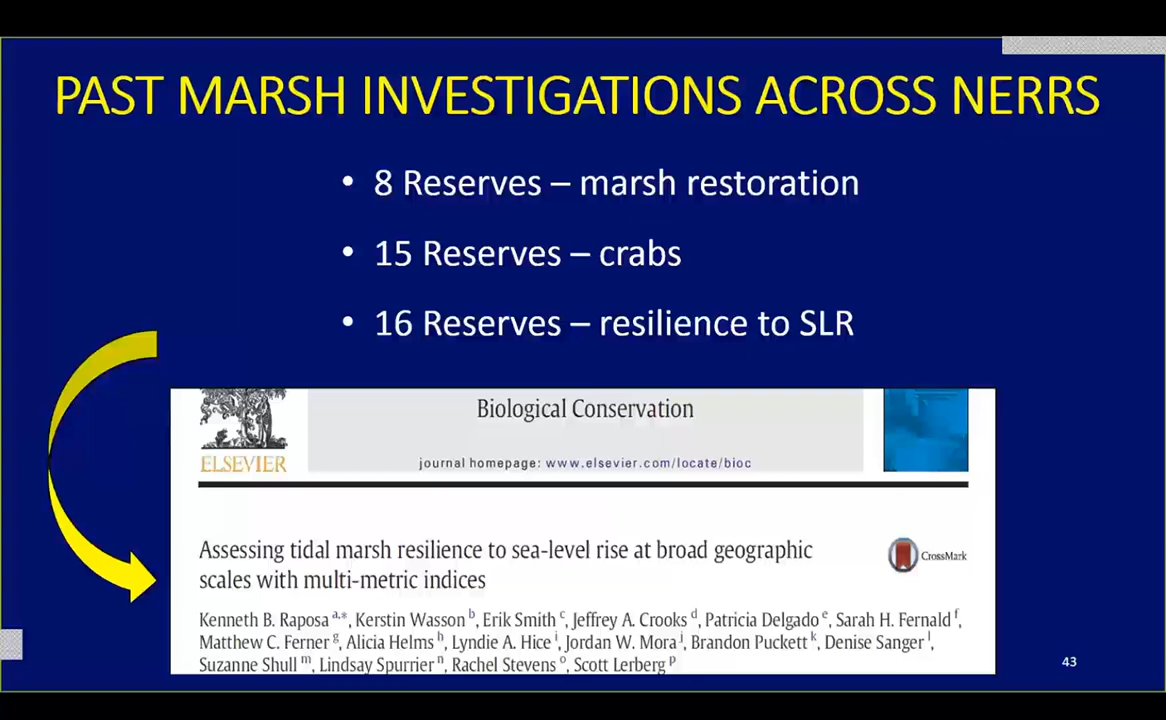 PAST MARSH INVESTIGATIONS ACROSS NERRS
• 8 Reserves – marsh restoration
• 15 Reserves – crabs
• 16 Reserves – resilience to SLR
Biological Conservation
ELSEVIER
journal homepage: www.elsevier.com/locate/bioc
Assessing tidal marsh resilience to sea-level rise at broad geographic
scales with multi-metric indices
CrossMark
Kenneth B. Raposa a,*, Kerstin Wasson b, Erik Smith c, Jeffrey A. Crooks d, Patricia Delgado e, Sarah H. Fernald f,
Matthew C. Ferner g, Alicia Helms h, Lyndie A. Hice i, Jordan W. Mora j, Brandon Puckett k, Denise Sanger l,
Suzanne Shull m, Lindsay Spurrier n, Rachel Stevens o, Scott Lerberg p
43